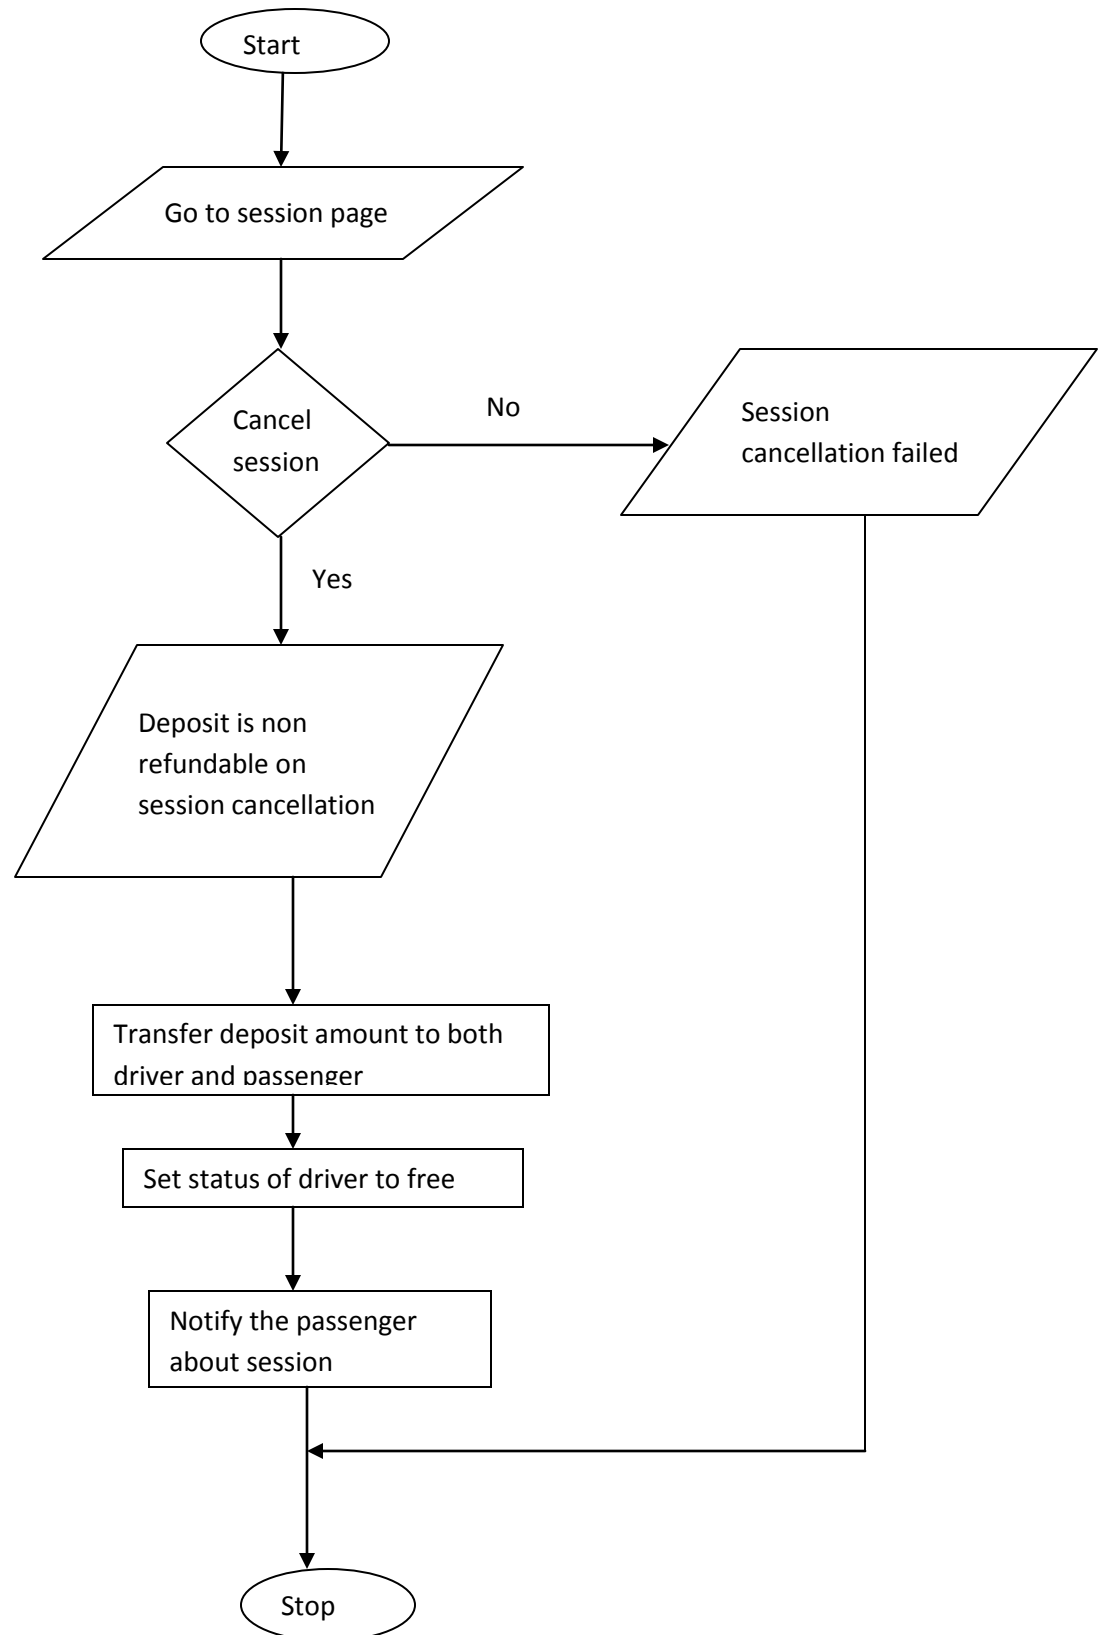 Start
Go to session page
Cancel
session
No
Session
cancellation failed
Yes
Deposit is non
refundable on
session cancellation
Transfer deposit amount to both
driver and passenger
Set status of driver to free
Notify the passenger
about session
Stop